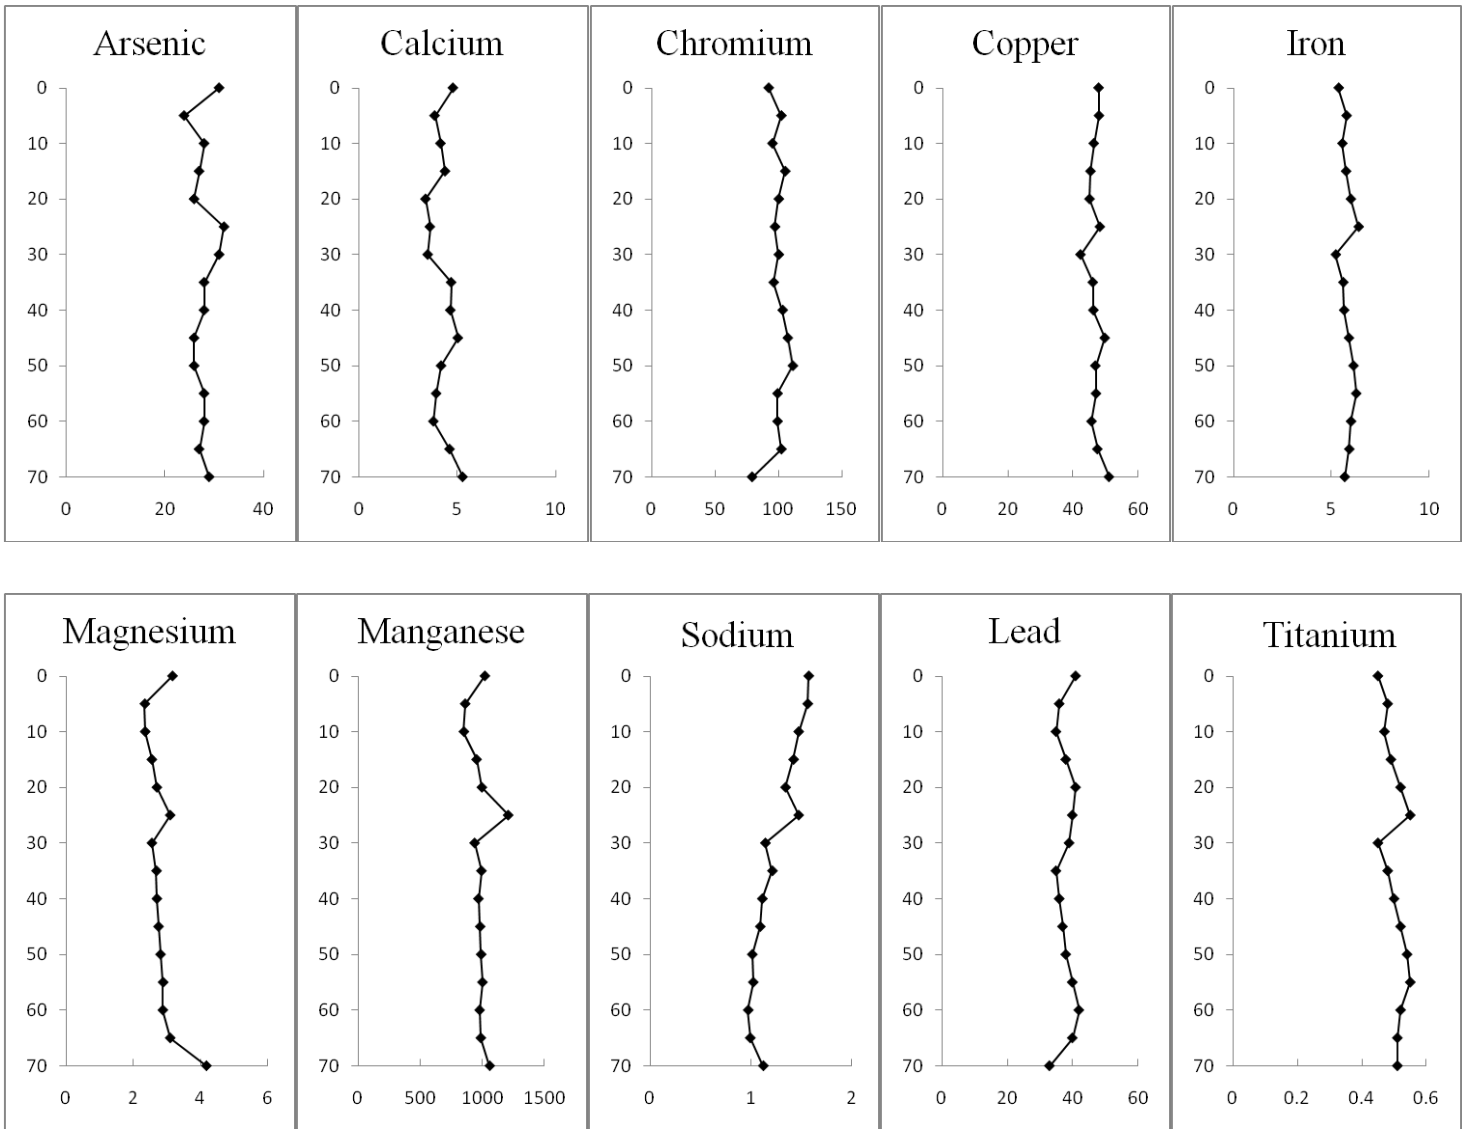 Arsenic Calcium Chromium Copper Iron
0 0 0 0 0
10 10 10 10 10
20 20 20 20 20
30 30 30 30 30
40 40 40 40 40
50 50 50 50 50
60 60 60 60 60
70 70 70 70 70
0 20 40 0 5 10 0 50 100 150 0 20 40 60 0 5 10
Magnesium Manganese Sodium Lead Titanium
0 0 0 0 0
10 10 10 10 10
20 20 20 20 20
30 30 30 30 30
40 40 40 40 40
50 50 50 50 50
60 60 60 60 60
70 70 70 70 70
0 2 4 6 0 500 1000 1500 0 1 2 0 20 40 60 0 0.2 0.4 0.6